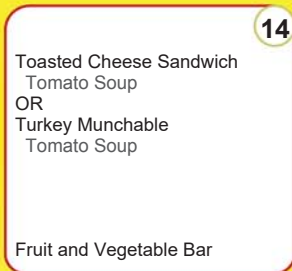 14
Toasted Cheese Sandwich
Tomato Soup
OR
Turkey Munchable
Tomato Soup
Fruit and Vegetable Bar